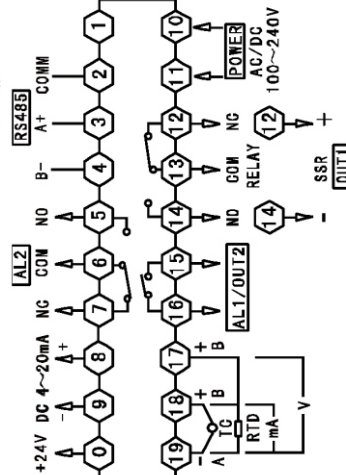 +24V DC 4~20mA AL2 RS485
- + NC COM NO B- A+ COMM
0 9 8 7 6 5 4 3 2 1
19 18 17 16 15 14 13 12 11 10
- + +
A B B
AL1/OUT2
NO COM NC POWER
RELAY AC/DC
100~240V
TC
RTD
mA
V
14 12
- +
SSR
OUT1